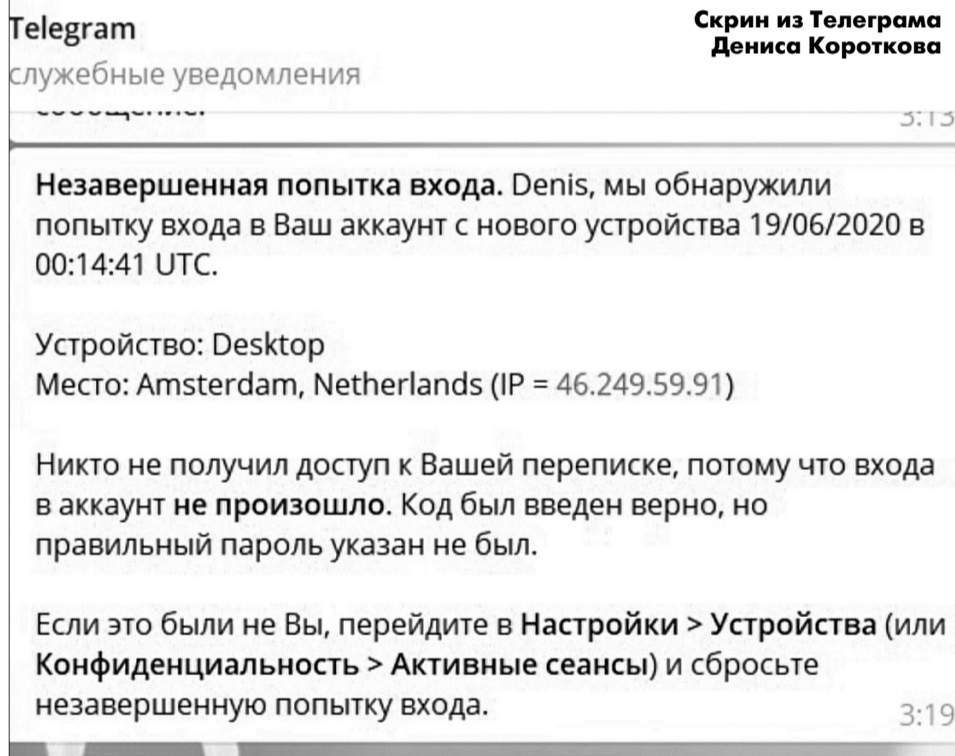 Telegram
служебные уведомления
Скрин из Телеграма
Дениса Короткова
сообщение.
3:13
Незавершенная попытка входа. Denis, мы обнаружили
попытку входа в Ваш аккаунт с нового устройства 19/06/2020 в
00:14:41 UTC.
Устройство: Desktop
Место: Amsterdam, Netherlands (IP = 46.249.59.91)
Никто не получил доступ к Вашей переписке, потому что входа
в аккаунт не произошло. Код был введен верно, но
правильный пароль указан не был.
Если это были не Вы, перейдите в Настройки > Устройства (или
Конфиденциальность > Активные сеансы) и сбросьте
незавершенную попытку входа.
3:19